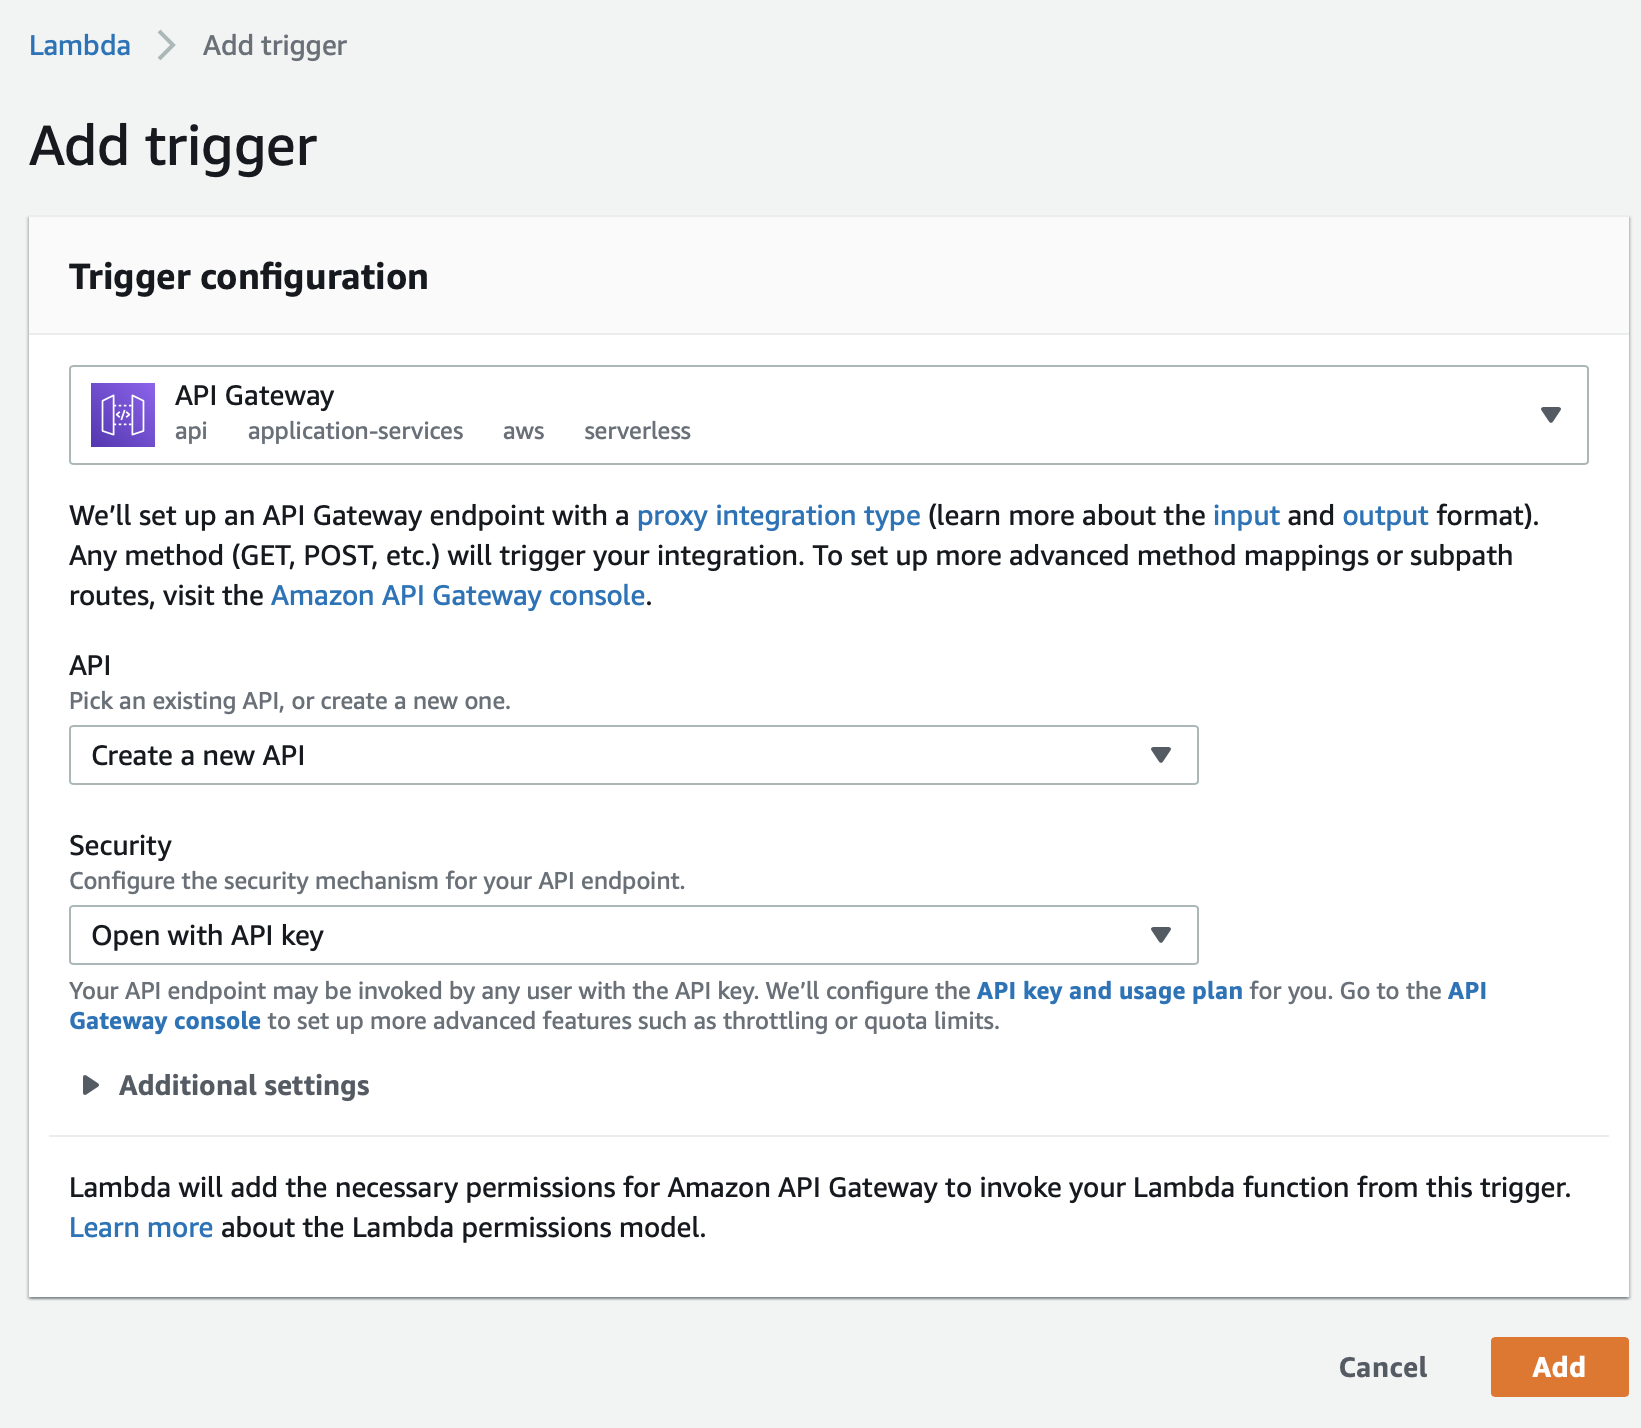 Lambda > Add trigger
Add trigger
Trigger configuration
API Gateway
api application-services aws serverless
We’ll set up an API Gateway endpoint with a proxy integration type (learn more about the input and output format).
Any method (GET, POST, etc.) will trigger your integration. To set up more advanced method mappings or subpath
routes, visit the Amazon API Gateway console.
API
Pick an existing API, or create a new one.
Create a new API
Security
Configure the security mechanism for your API endpoint.
Open with API key
Your API endpoint may be invoked by any user with the API key. We’ll configure the API key and usage plan for you. Go to the API
Gateway console to set up more advanced features such as throttling or quota limits.
Additional settings
Lambda will add the necessary permissions for Amazon API Gateway to invoke your Lambda function from this trigger.
Learn more about the Lambda permissions model.
Cancel Add